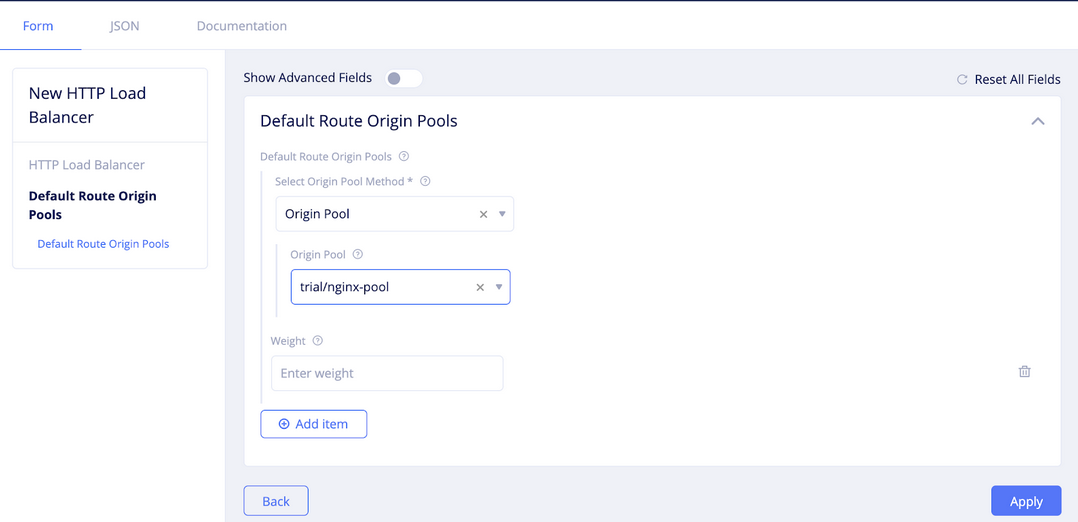 Form JSON Documentation
New HTTP Load
Balancer
HTTP Load Balancer
Default Route Origin
Pools
Default Route Origin Pools
Show Advanced Fields
Reset All Fields
Default Route Origin Pools
Default Route Origin Pools
Select Origin Pool Method *
Origin Pool
Origin Pool
trial/nginx-pool
Weight
Enter weight
Add item
Back
Apply